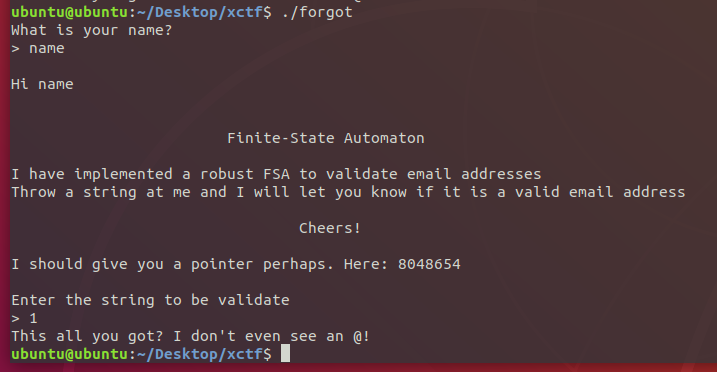 ubuntu@ubuntu:~/Desktop/xctf$ ./forgot
What is your name?
> name
Hi name
Finite-State Automaton
I have implemented a robust FSA to validate email addresses
Throw a string at me and I will let you know if it is a valid email address
Cheers!
I should give you a pointer perhaps. Here: 8048654
Enter the string to be validate
> 1
This all you got? I don't even see an @!
ubuntu@ubuntu:~/Desktop/xctf$